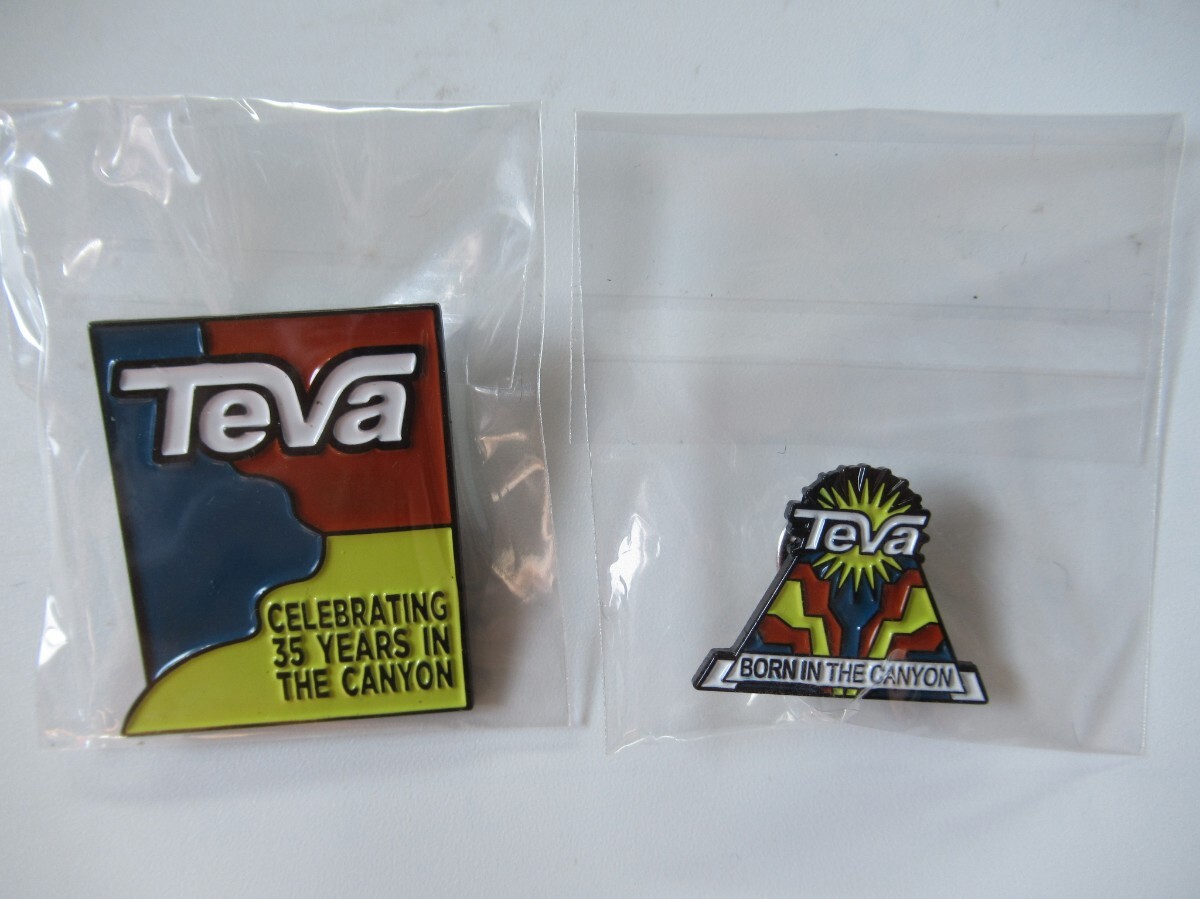 TeVa
CELEBRATING
35 YEARS IN
THE CANYON
TeVa
BORN IN THE CANYON